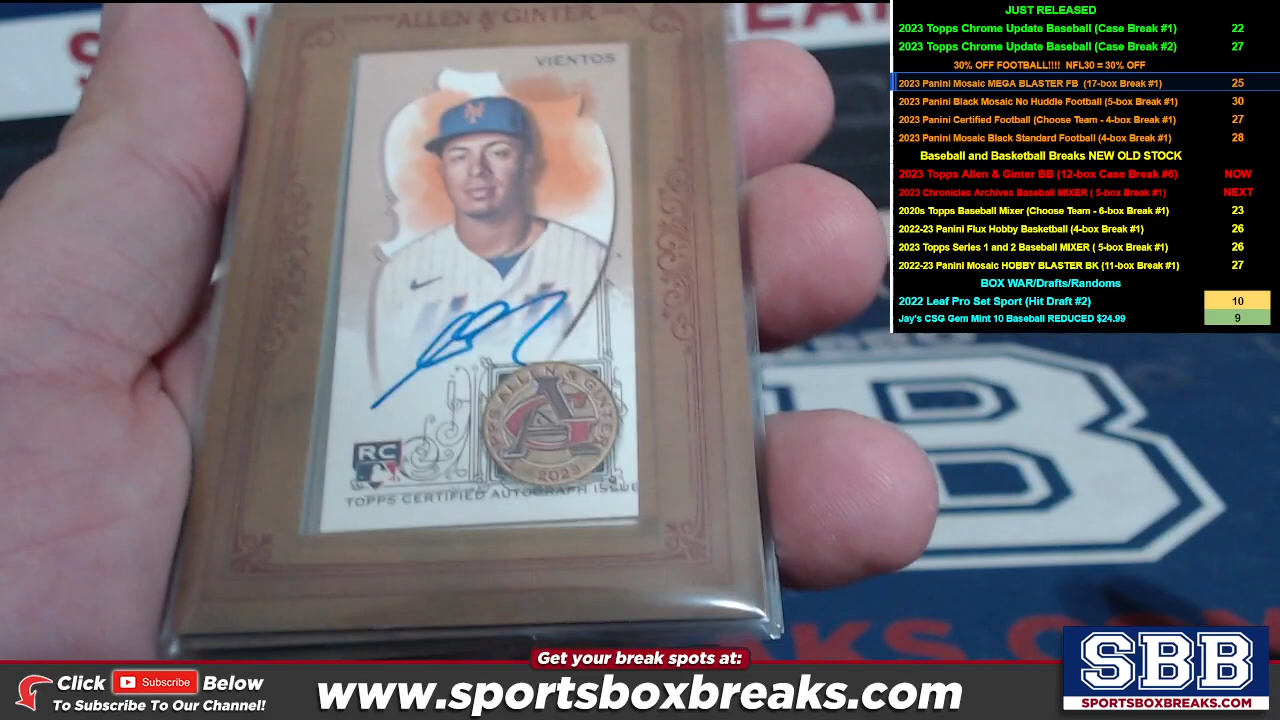 ALLEN & GINTER
VIENTOS
TOPPS ALLEN & GINTER
AG
2023
RC
TOPPS CERTIFIED AUTOGRAPH ISSUE
JUST RELEASED
2023 Topps Chrome Update Baseball (Case Break #1) 22
2023 Topps Chrome Update Baseball (Case Break #2) 27
30% OFF FOOTBALL!!!! NFL30 = 30% OFF
2023 Panini Mosaic MEGA BLASTER FB (17-box Break #1) 25
2023 Panini Black Mosaic No Huddle Football (5-box Break #1) 30
2023 Panini Certified Football (Choose Team - 4-box Break #1) 27
2023 Panini Mosaic Black Standard Football (4-box Break #1) 28
Baseball and Basketball Breaks NEW OLD STOCK
2023 Topps Allen & Ginter BB (12-box Case Break #6) NOW
2023 Chronicles Archives Baseball MIXER ( 5-box Break #1) NEXT
2020s Topps Baseball Mixer (Choose Team - 6-box Break #1) 23
2022-23 Panini Flux Hobby Basketball (4-box Break #1) 26
2023 Topps Series 1 and 2 Baseball MIXER ( 5-box Break #1) 26
2022-23 Panini Mosaic HOBBY BLASTER BK (11-box Break #1) 27
BOX WAR/Drafts/Randoms
2022 Leaf Pro Set Sport (Hit Draft #2) 10
Jay's CSG Gem Mint 10 Baseball REDUCED $24.99 9
B
Get your break spots at:
Click Subscribe Below
To Subscribe To Our Channel!
www.sportsboxbreaks.com
SBB
SPORTSBOXBREAKS.COM